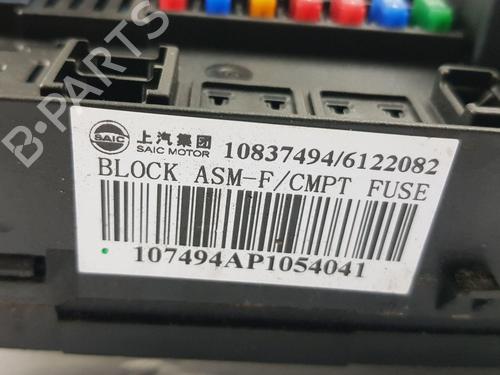 B-PARTS
SAIC
上汽集团
SAIC MOTOR
10837494/6122082
BLOCK ASM-F/CMPT FUSE
107494AP1054041